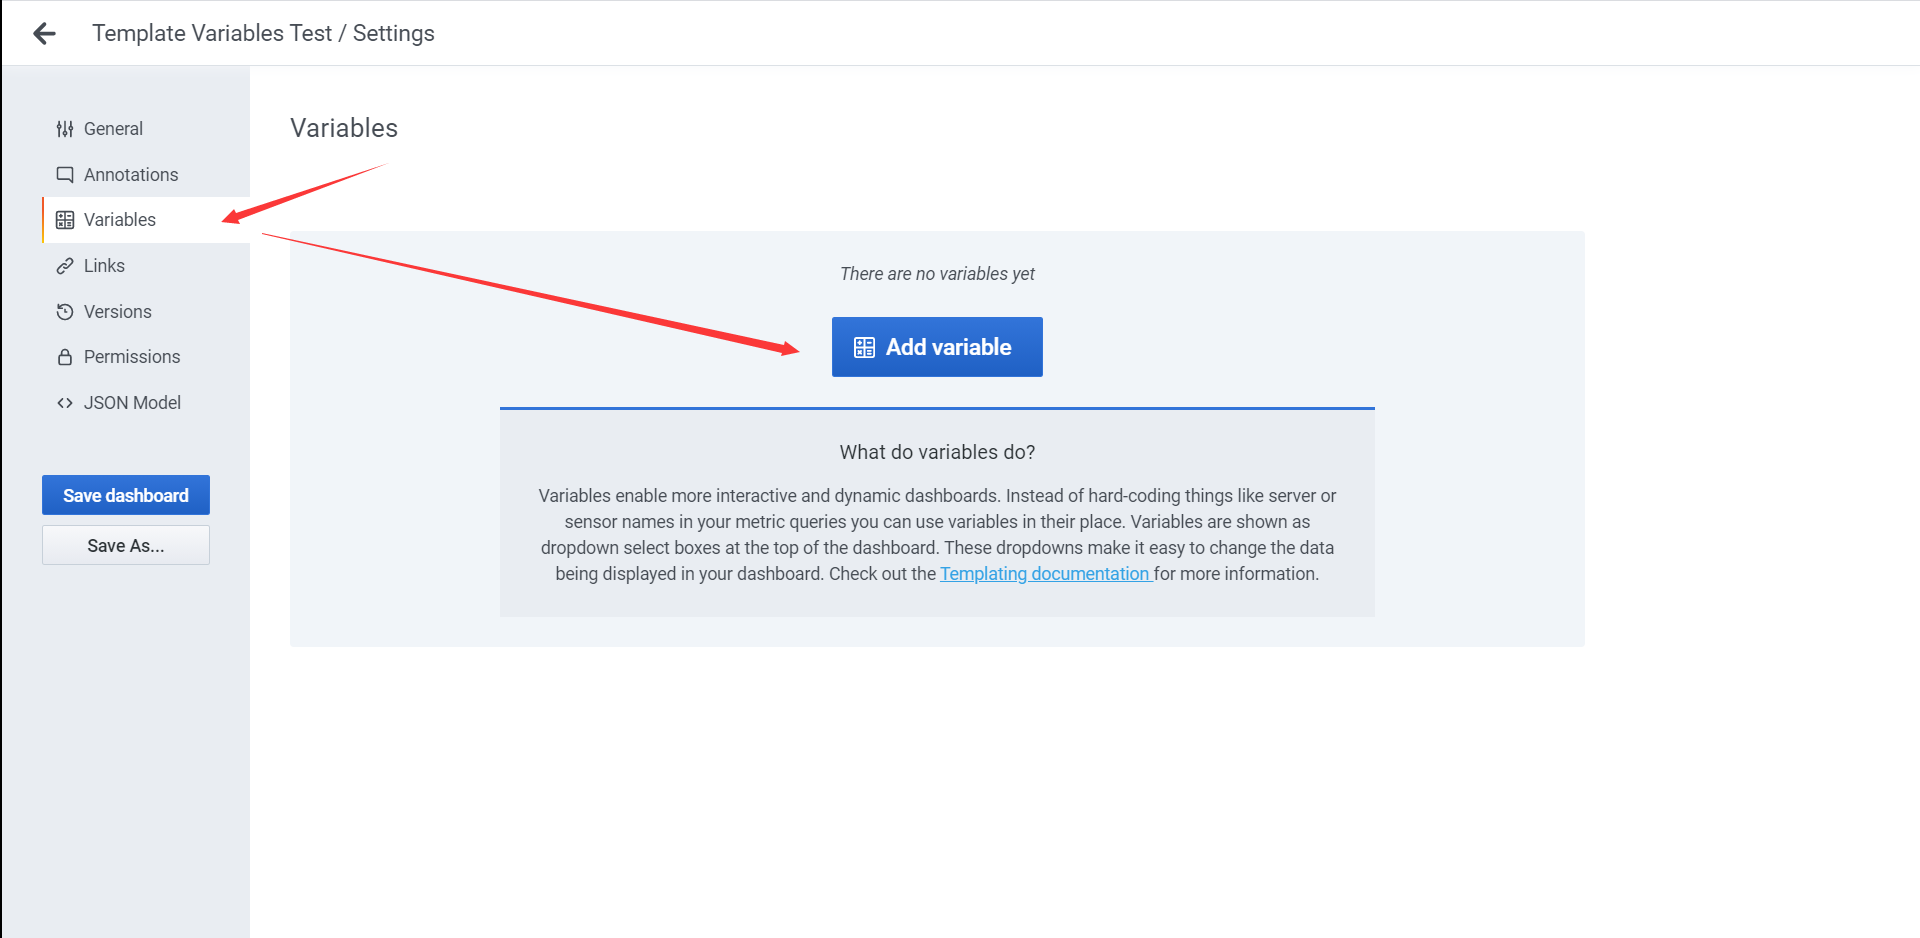 Template Variables Test / Settings
General
Annotations
Variables
Links
Versions
Permissions
JSON Model
Save dashboard
Save As...
Variables
There are no variables yet
Add variable
What do variables do?
Variables enable more interactive and dynamic dashboards. Instead of hard-coding things like server or
sensor names in your metric queries you can use variables in their place. Variables are shown as
dropdown select boxes at the top of the dashboard. These dropdowns make it easy to change the data
being displayed in your dashboard. Check out the Templating documentation for more information.